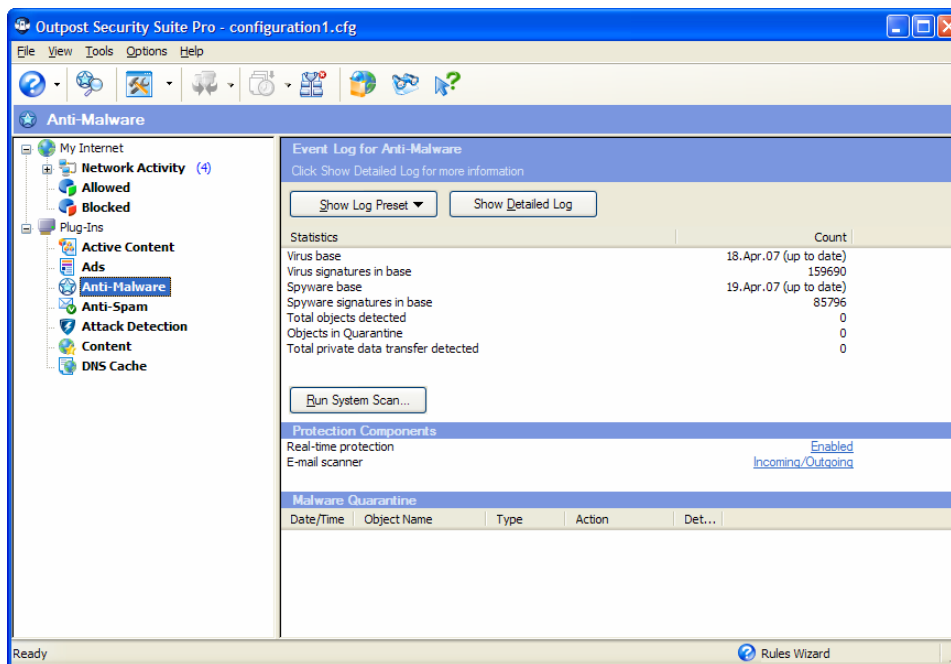 Outpost Security Suite Pro - configuration1.cfg
File View Tools Options Help
Anti-Malware
My Internet
Network Activity (4)
Allowed
Blocked
Plug-Ins
Active Content
Ads
Anti-Malware
Anti-Spam
Attack Detection
Content
DNS Cache
Event Log for Anti-Malware
Click Show Detailed Log for more information
Show Log Preset
Show Detailed Log
Statistics Count
Virus base 18.Apr.07 (up to date)
Virus signatures in base 159690
Spyware base 19.Apr.07 (up to date)
Spyware signatures in base 85796
Total objects detected 0
Objects in Quarantine 0
Total private data transfer detected 0
Run System Scan...
Protection Components
Real-time protection Enabled
E-mail scanner Incoming/Outgoing
Malware Quarantine
Date/Time Object Name Type Action Det...
Ready Rules Wizard